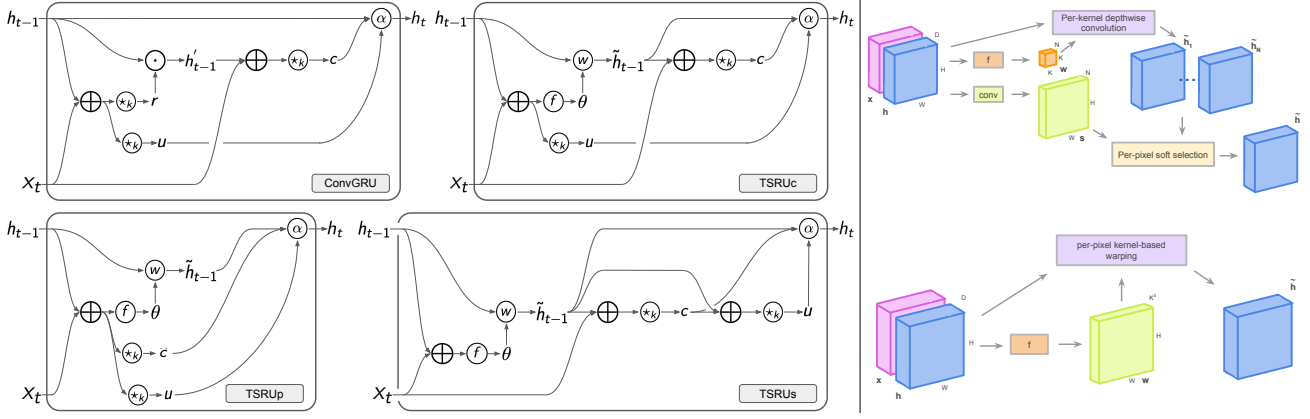 h_{t-1} α h_t
⊙ h'_{t-1} ⊕ ⋆_k c
⊕ ⋆_k r
⋆_k u
X_t
ConvGRU
h_{t-1} α h_t
w h̃_{t-1} ⊕ ⋆_k c
⊕ f θ
⋆_k u
X_t
TSRUc
h_{t-1} α h_t
w h̃_{t-1}
⊕ f θ
⋆_k c
⋆_k u
X_t
TSRUp
h_{t-1} α h_t
w h̃_{t-1} ⊕ ⋆_k c ⊕ ⋆_k u
⊕ f θ
X_t
TSRUs
Per-kernel depthwise
convolution
D
H
W
x
h
f
N
K
K
w
h̃_1
...
h̃_N
conv
N
H
W
s
Per-pixel soft selection
h̃
per-pixel kernel-based
warping
D
H
W
x
h
f
K²
H
W
w
h̃